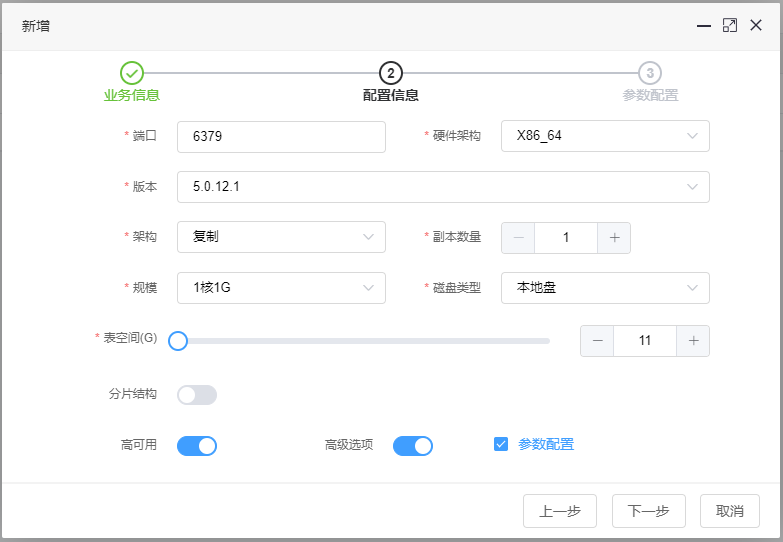 新增
2 3
业务信息 配置信息 参数配置
* 端口 6379 * 硬件架构 X86_64
* 版本 5.0.12.1
* 架构 复制 * 副本数量 1
* 规模 1核1G * 磁盘类型 本地盘
* 表空间(G) 11
分片结构
高可用 高级选项 参数配置
上一步 下一步 取消